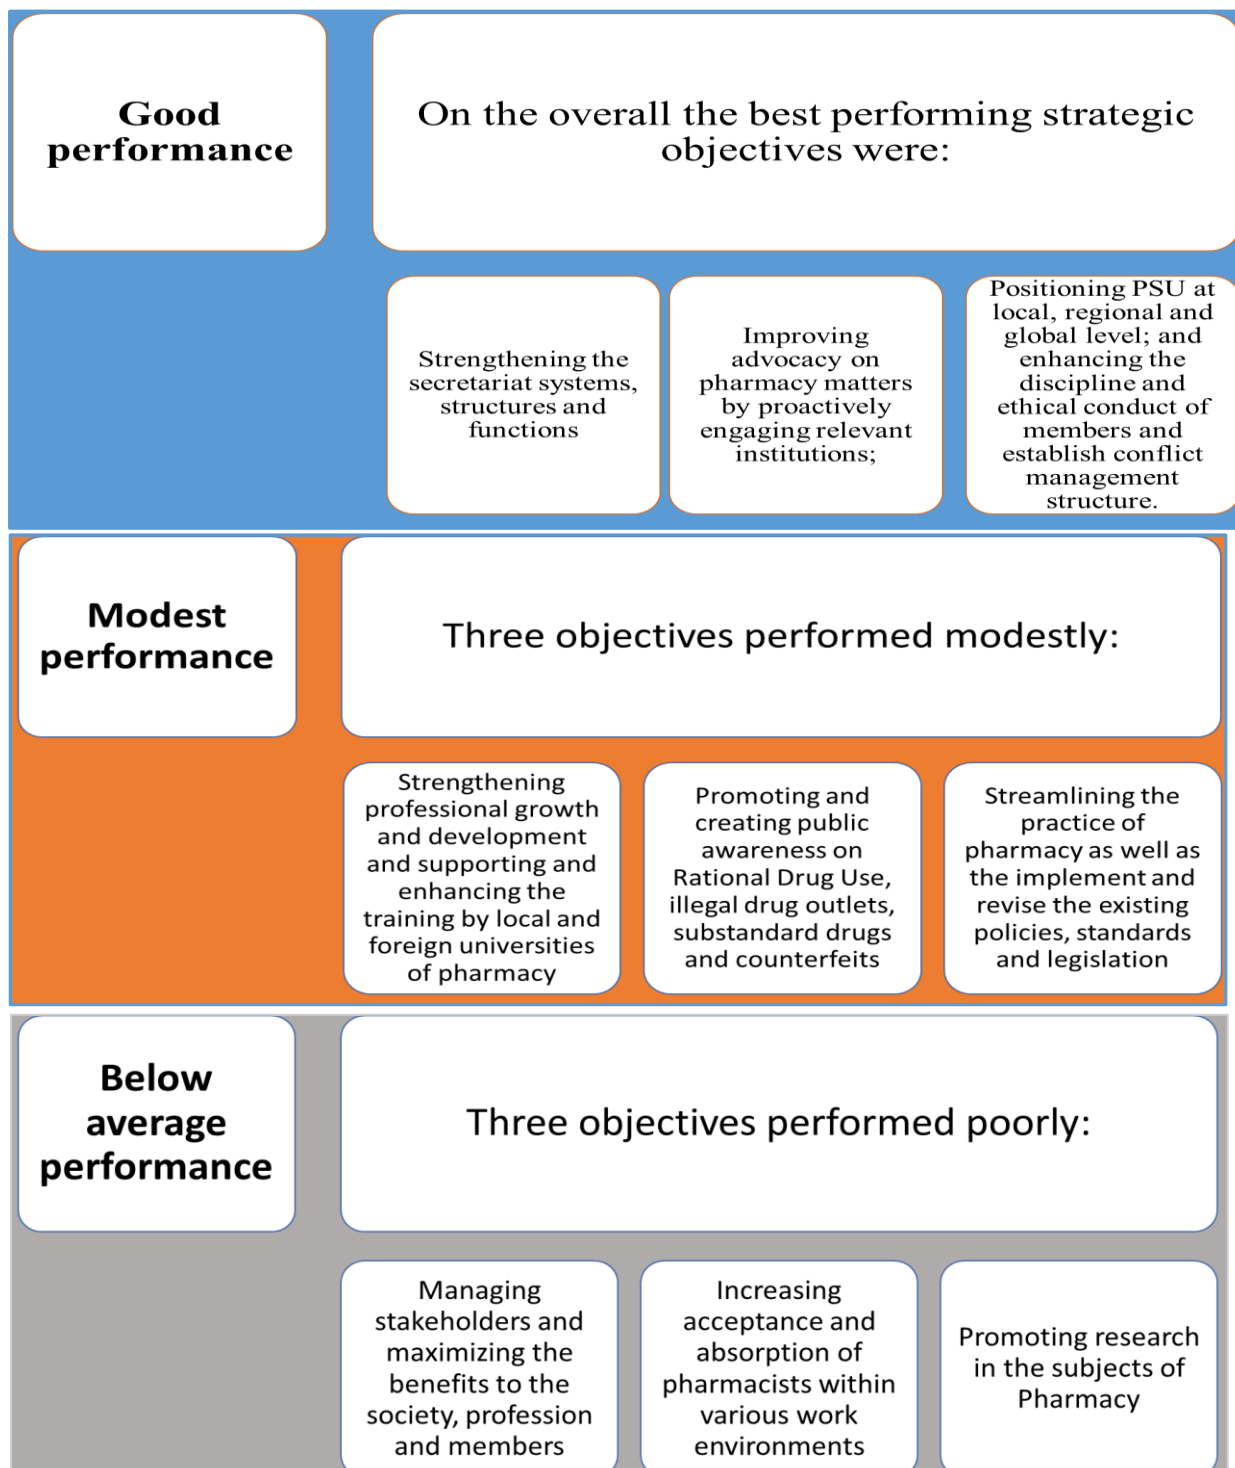 Good
performance
On the overall the best performing strategic
objectives were:
Strengthening the
secretariat systems,
structures and
functions
Improving
advocacy on
pharmacy matters
by proactively
engaging relevant
institutions;
Positioning PSU at
local, regional and
global level; and
enhancing the
discipline and
ethical conduct of
members and
establish conflict
management
structure.
Modest
performance
Three objectives performed modestly:
Strengthening
professional growth
and development
and supporting and
enhancing the
training by local and
foreign universities
of pharmacy
Promoting and
creating public
awareness on
Rational Drug Use,
illegal drug outlets,
substandard drugs
and counterfeits
Streamlining the
practice of
pharmacy as well as
the implement and
revise the existing
policies, standards
and legislation
Below
average
performance
Three objectives performed poorly:
Managing
stakeholders and
maximizing the
benefits to the
society, profession
and members
Increasing
acceptance and
absorption of
pharmacists within
various work
environments
Promoting research
in the subjects of
Pharmacy